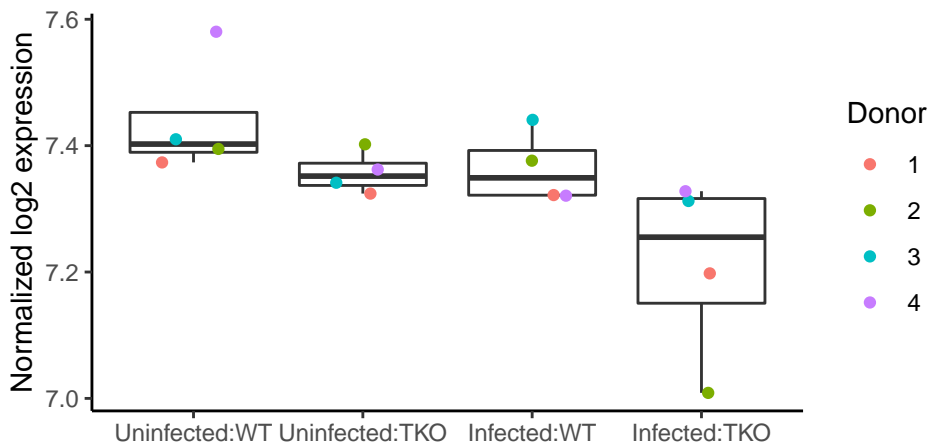 Normalized log2 expression
7.6
7.4
7.2
7.0
Uninfected:WT
Uninfected:TKO
Infected:WT
Infected:TKO
Donor
1
2
3
4